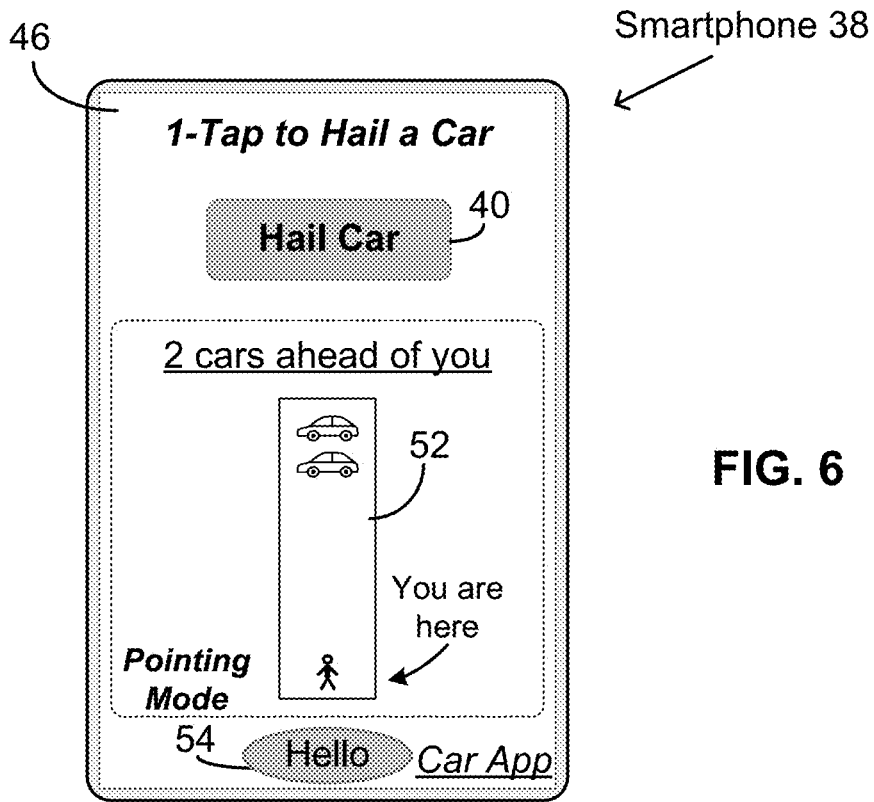 46
Smartphone 38
1-Tap to Hail a Car
40
Hail Car
2 cars ahead of you
52
FIG. 6
You are
here
Pointing
Mode
54
Hello
Car App